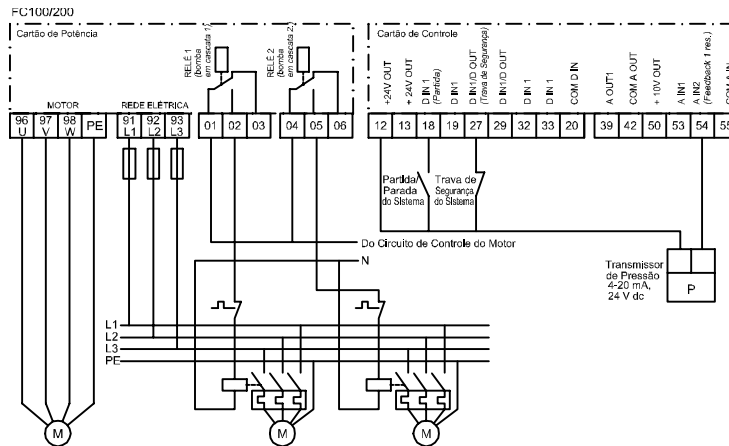 FC100/200
Cartão de Potência
RELÉ 1
(bomba
em cascata 1)
RELÉ 2
(bomba
em cascata 2)
MOTOR
REDE ELÉTRICA
96 97 98 PE 91 92 93
U V W L1 L2 L3
01 02 03 04 05 06
Cartão de Controle
+24V OUT
+ 24V OUT
D IN 1
(Partida)
D IN1
D IN1/D OUT
(Trava de Segurança)
D IN1/D OUT
D IN1
D IN1
COM D IN
A OUT1
COM A OUT
+ 10V OUT
A IN1
A IN2
(Feedback 1 res.)
COM A IN
12 13 18 19 27 29 32 33 20 39 42 50 53 54 55
Partida/
Parada
do Sistema
Trava de
Segurança
do Sistema
Do Circuito de Controle do Motor
N
Transmissor
de Pressão
4-20 mA,
24 V dc
P
L1
L2
L3
PE
M
M
M